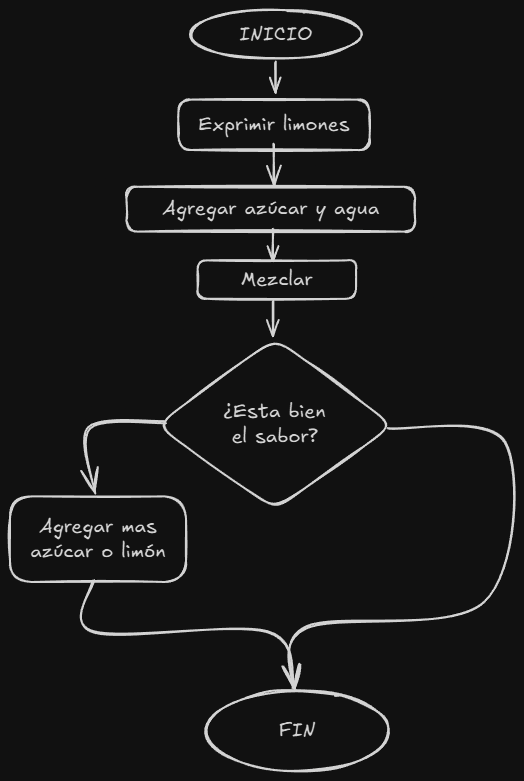 INICIO
Exprimir limones
Agregar azúcar y agua
Mezclar
¿Esta bien
el sabor?
Agregar mas
azúcar o limón
FIN